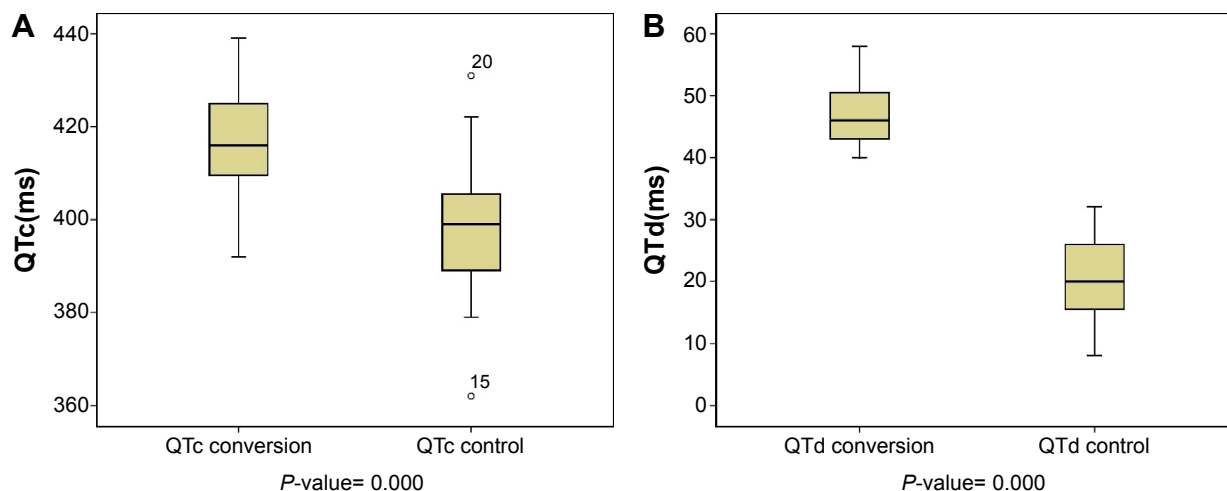 A
QTc(ms)
440
420
400
380
360
20
15
QTc conversion
QTc control
P-value= 0.000
B
QTd(ms)
60
50
40
30
20
10
0
QTd conversion
QTd control
P-value= 0.000